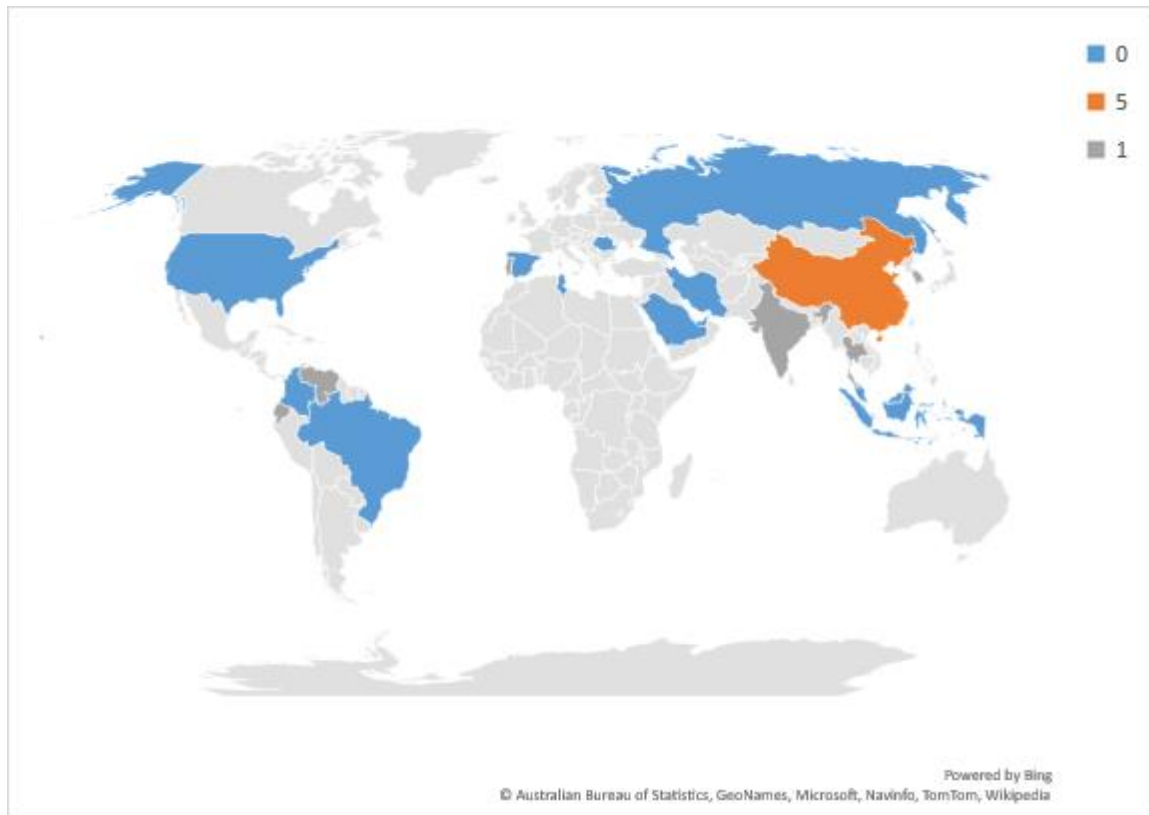 0
5
1
Powered by Bing
© Australian Bureau of Statistics, GeoNames, Microsoft, Navinfo, TomTom, Wikipedia